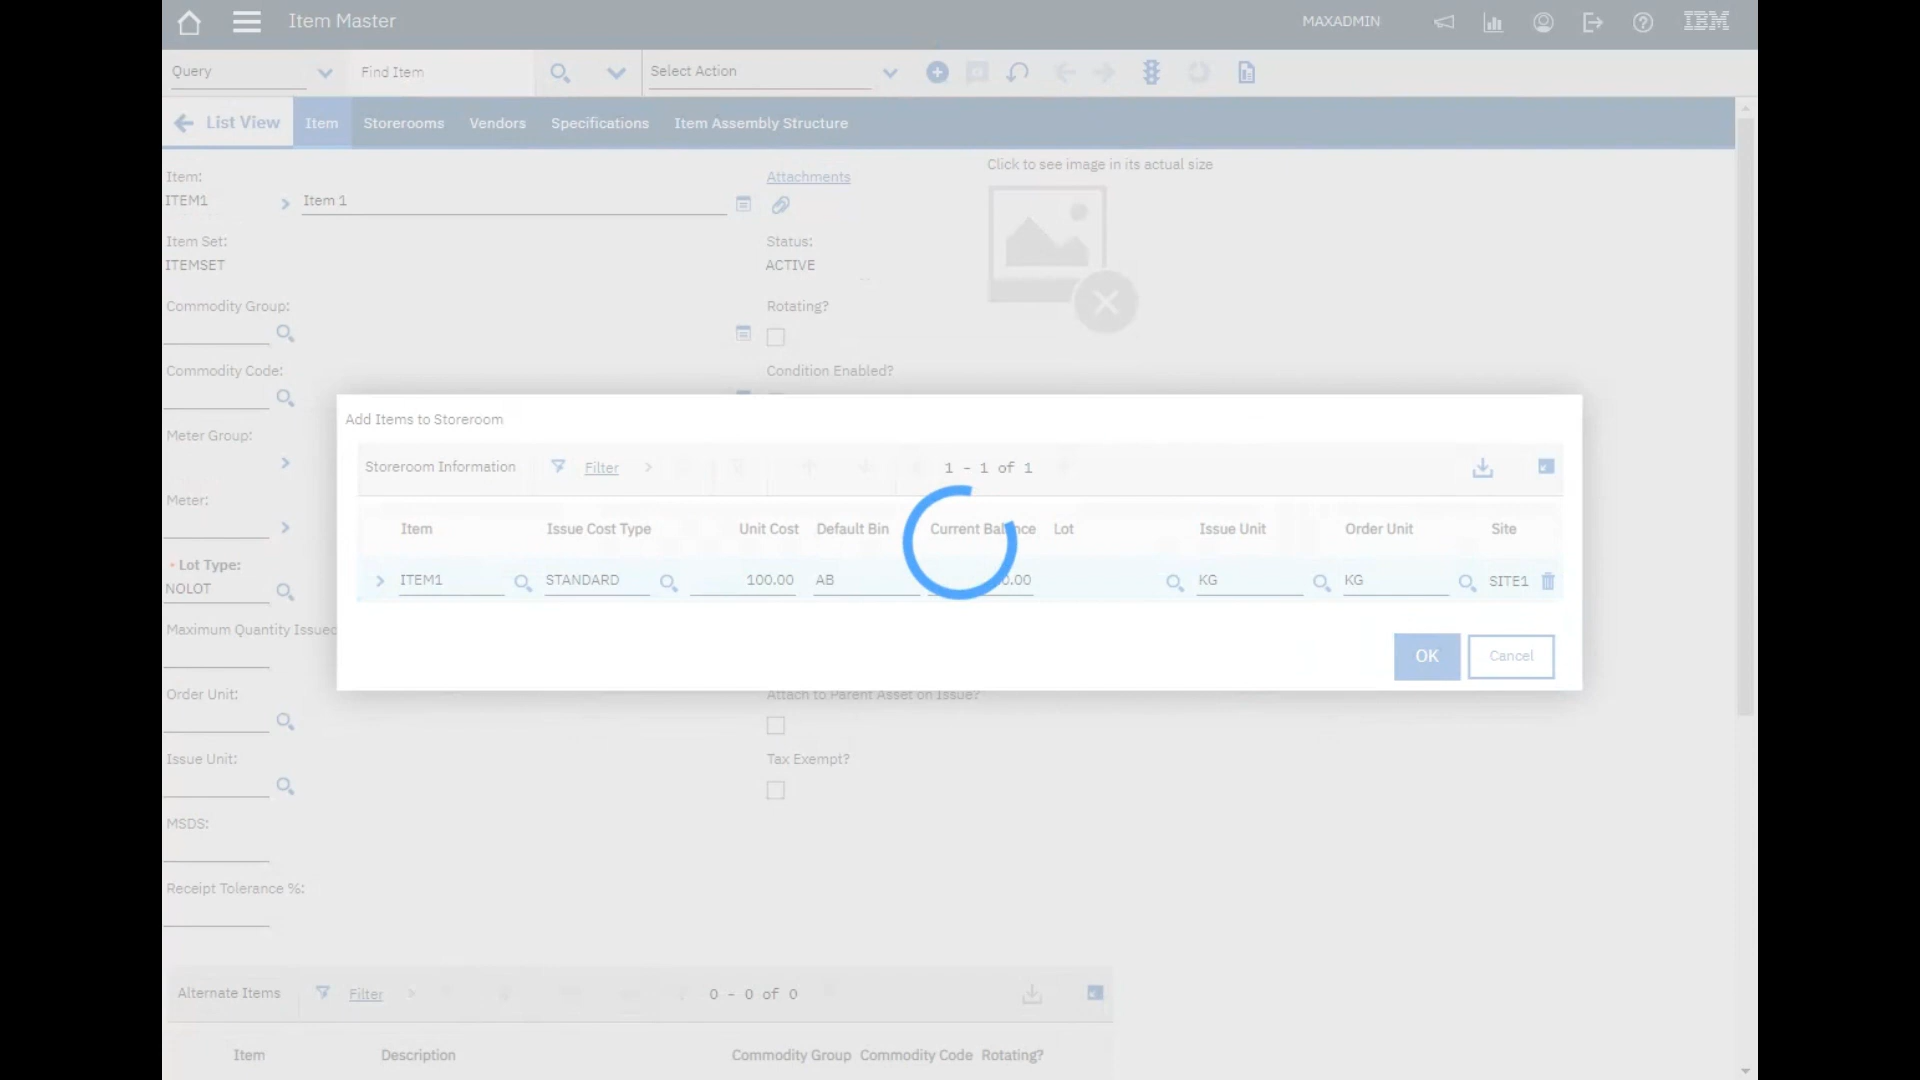 Item Master
MAXADMIN
IBM
Query
Find Item
Select Action
List View
Item
Storerooms
Vendors
Specifications
Item Assembly Structure
Item:
ITEM1
Item 1
Attachments
Click to see image in its actual size
Item Set:
ITEMSET
Status:
ACTIVE
Commodity Group:
Rotating?
Commodity Code:
Condition Enabled?
Meter Group:
Meter:
* Lot Type:
NOLOT
Maximum Quantity Issued
Add Items to Storeroom
Storeroom Information
Filter
1 - 1 of 1
Item Issue Cost Type Unit Cost Default Bin Current Balance Lot Issue Unit Order Unit Site
ITEM1 STANDARD 100.00 AB KG KG SITE1
OK
Cancel
Order Unit:
Attach to Parent Asset on Issue?
Issue Unit:
Tax Exempt?
MSDS:
Receipt Tolerance %:
Alternate Items
Filter
0 - 0 of 0
Item Description Commodity Group Commodity Code Rotating?